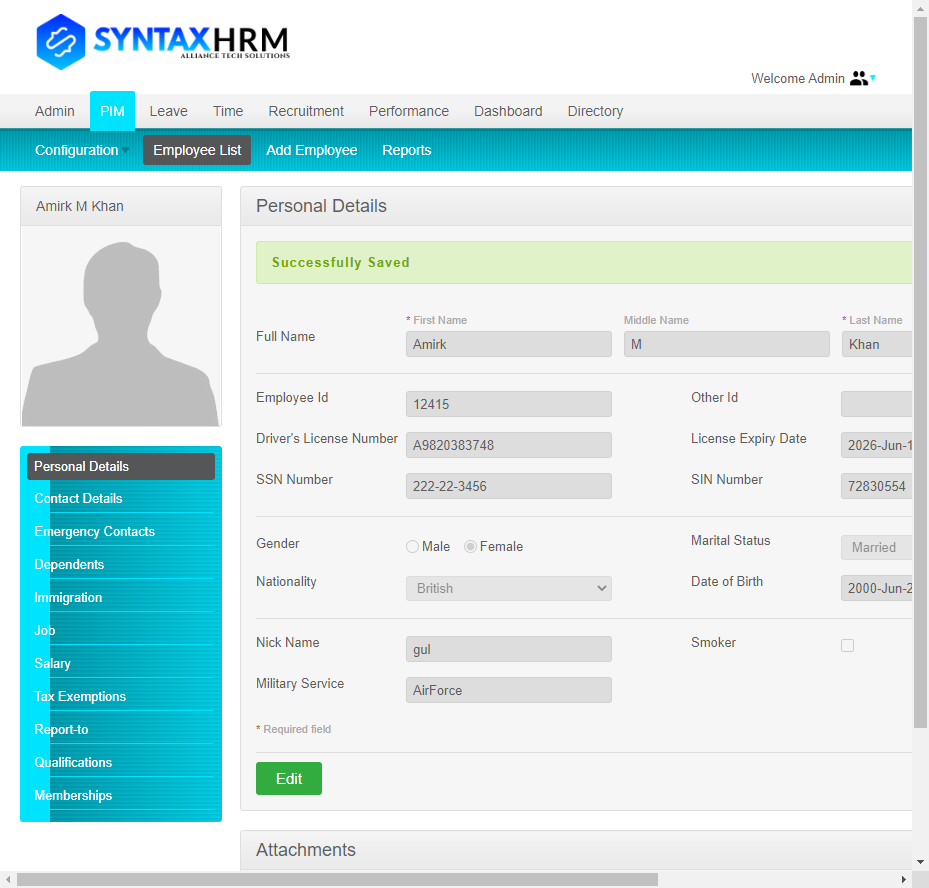 SYNTAXHRM
ALLIANCE TECH SOLUTIONS
Welcome Admin
Admin PIM Leave Time Recruitment Performance Dashboard Directory
Configuration Employee List Add Employee Reports
Amirk M Khan
Personal Details
Contact Details
Emergency Contacts
Dependents
Immigration
Job
Salary
Tax Exemptions
Report-to
Qualifications
Memberships
Personal Details
Successfully Saved
* First Name Middle Name * Last Name
Full Name Amirk M Khan
Employee Id 12415 Other Id
Driver's License Number A9820383748 License Expiry Date 2026-Jun-1
SSN Number 222-22-3456 SIN Number 72830554
Gender Male Female Marital Status Married
Nationality British Date of Birth 2000-Jun-2
Nick Name gul Smoker
Military Service AirForce
* Required field
Edit
Attachments